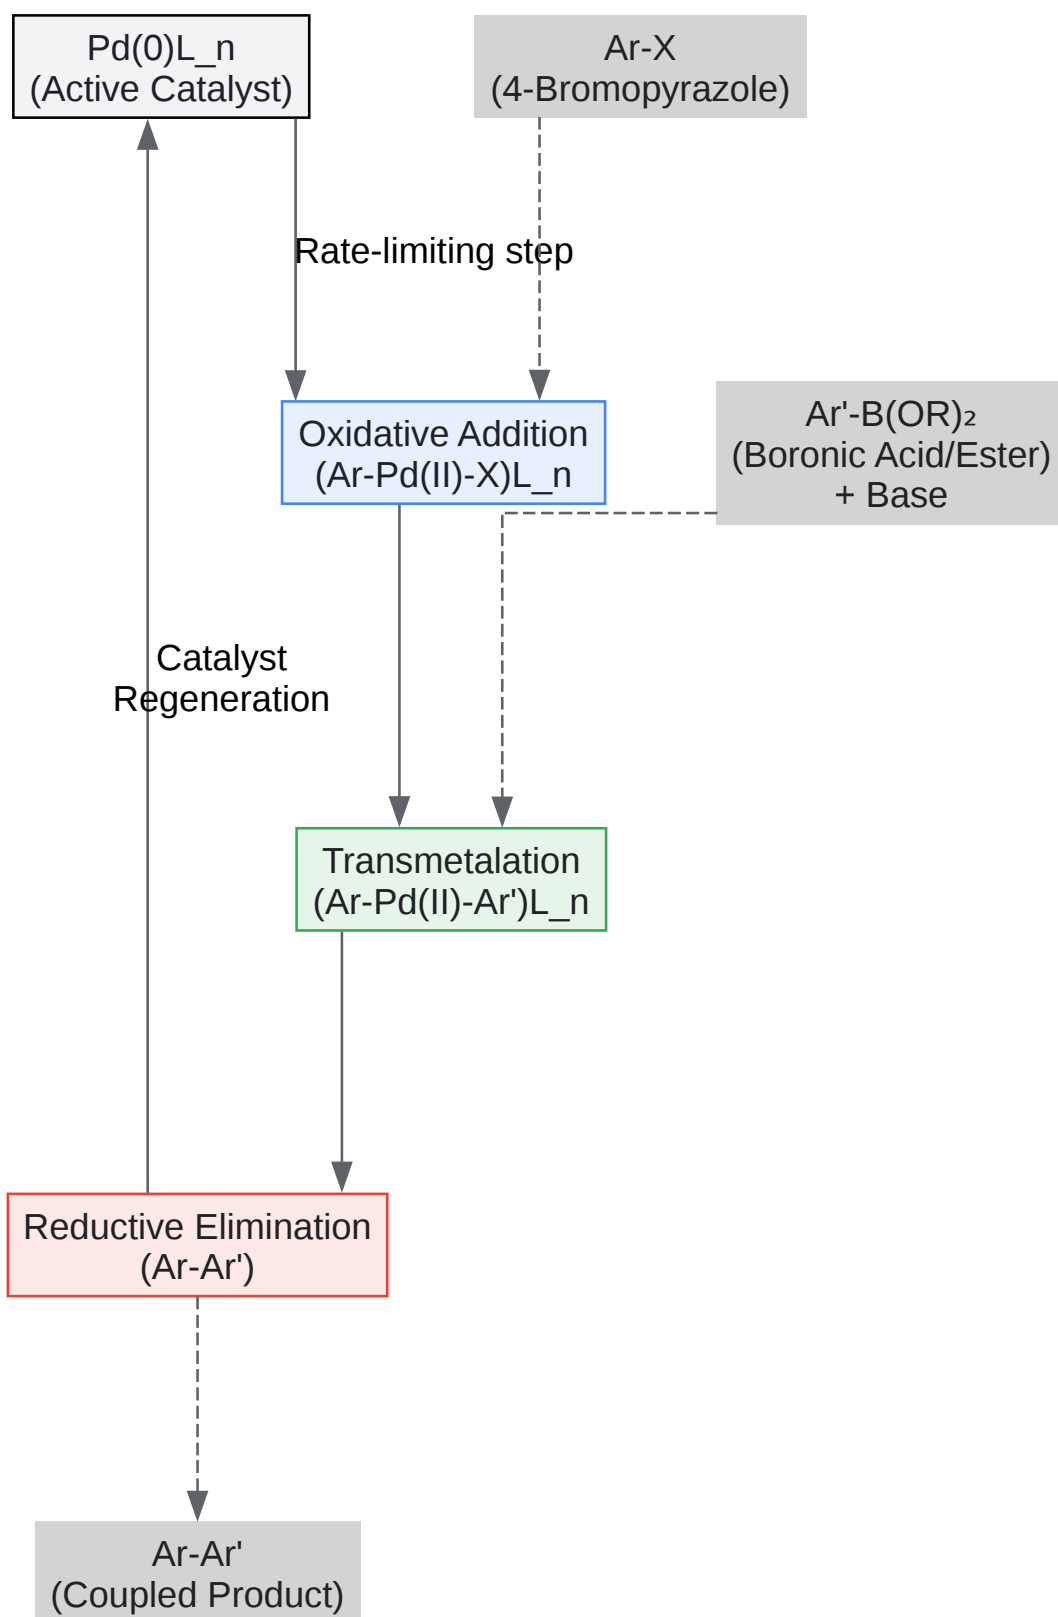 Pd(0)L_n
(Active Catalyst)
Ar-X
(4-Bromopyrazole)
Rate-limiting step
Oxidative Addition
(Ar-Pd(II)-X)L_n
Ar'-B(OR)₂
(Boronic Acid/Ester)
+ Base
Catalyst
Regeneration
Transmetalation
(Ar-Pd(II)-Ar')L_n
Reductive Elimination
(Ar-Ar')
Ar-Ar'
(Coupled Product)